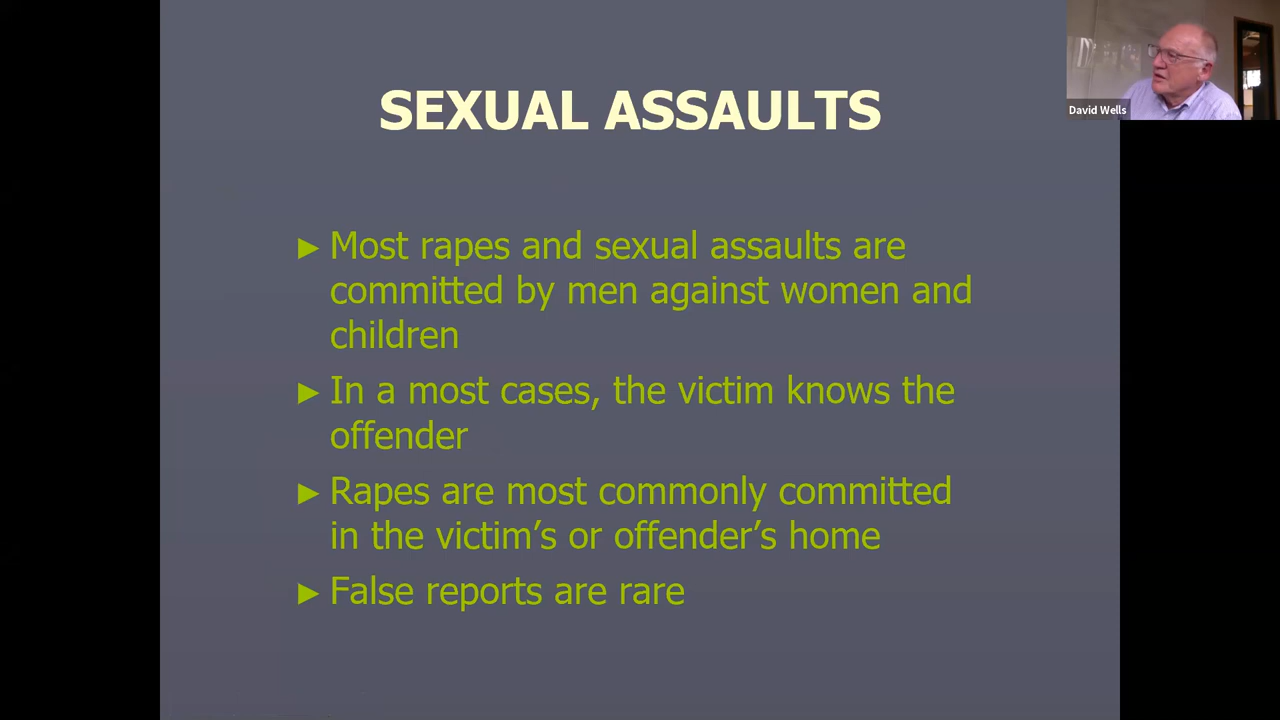 SEXUAL ASSAULTS
David Wells
► Most rapes and sexual assaults are
committed by men against women and
children
► In a most cases, the victim knows the
offender
► Rapes are most commonly committed
in the victim’s or offender’s home
► False reports are rare